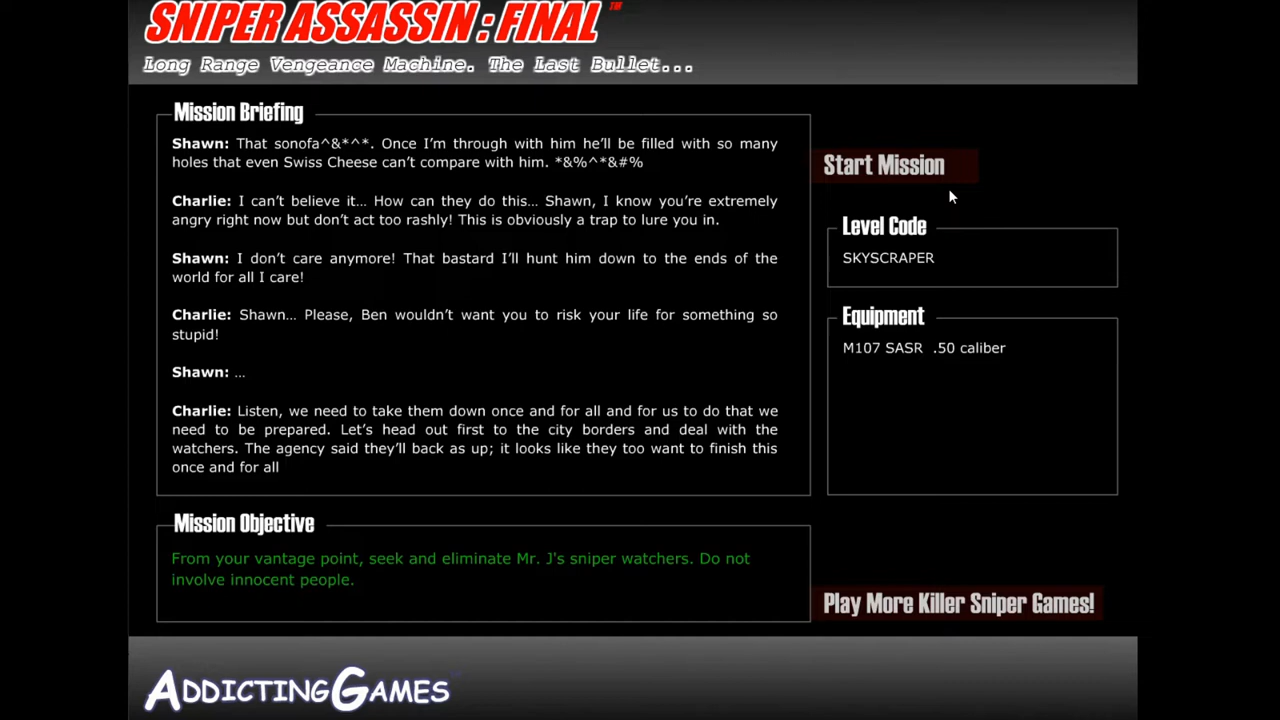 SNIPER ASSASSIN : FINAL™
Long Range Vengeance Machine. The Last Bullet...
Mission Briefing
Shawn: That sonofa^&*^*. Once I'm through with him he'll be filled with so many
holes that even Swiss Cheese can't compare with him. *&%^*&#%
Charlie: I can't believe it... How can they do this... Shawn, I know you're extremely
angry right now but don't act too rashly! This is obviously a trap to lure you in.
Shawn: I don't care anymore! That bastard I'll hunt him down to the ends of the
world for all I care!
Charlie: Shawn... Please, Ben wouldn't want you to risk your life for something so
stupid!
Shawn: ...
Charlie: Listen, we need to take them down once and for all and for us to do that we
need to be prepared. Let's head out first to the city borders and deal with the
watchers. The agency said they'll back as up; it looks like they too want to finish this
once and for all
Start Mission
Level Code
SKYSCRAPER
Equipment
M107 SASR .50 caliber
Mission Objective
From your vantage point, seek and eliminate Mr. J's sniper watchers. Do not
involve innocent people.
Play More Killer Sniper Games!
ADDICTINGGAMES